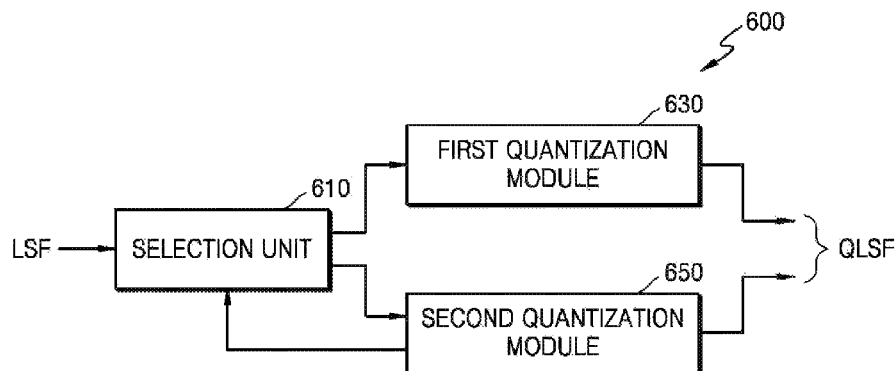 600
630
FIRST QUANTIZATION
MODULE
610
LSF
SELECTION UNIT
QLSF
650
SECOND QUANTIZATION
MODULE